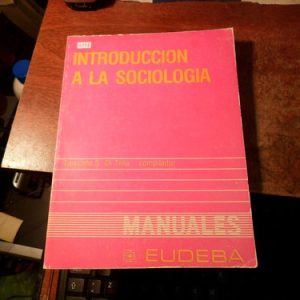 INTRODUCCION
A LA SOCIOLOGIA
Torcuato S. Di Tella compilador
MANUALES
EUDEBA